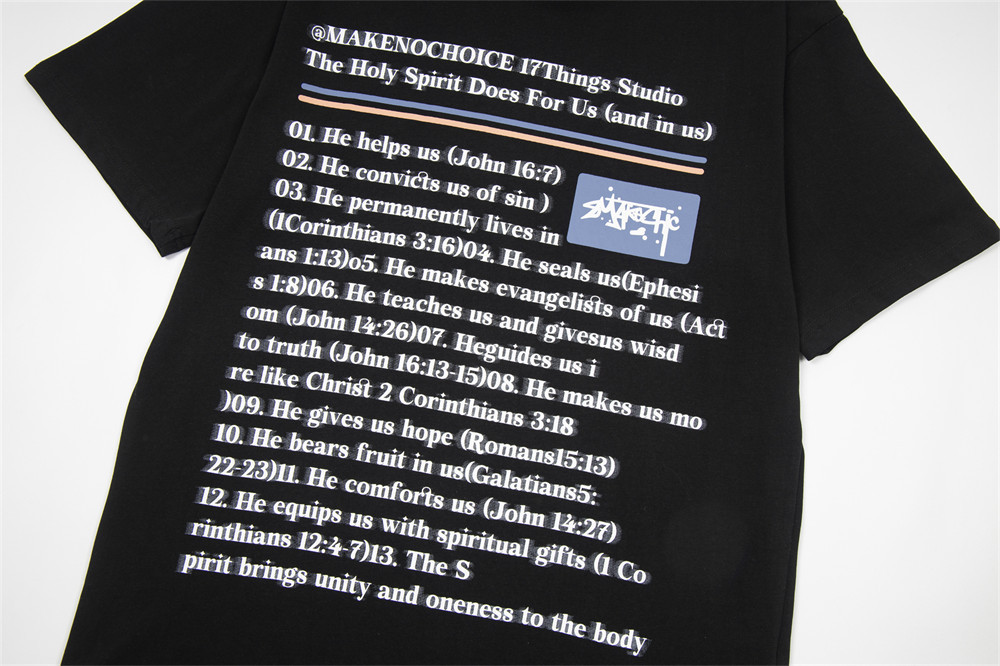 @MAKENOCHOICE 17Things Studio
The Holy Spirit Does For Us (and in us)
01. He helps us (John 16:7)
02. He convicts us of sin )
03. He permanently lives in
(1Corinthians 3:16)04. He seals us(Ephesi
ans 1:13)o5. He makes evangelists of us (Act
s 1:8)06. He teaches us and givesus wisd
om (John 14:26)07. Heguides us i
to truth (John 16:13-15)08. He makes us mo
re like Christ 2 Corinthians 3:18
)09. He gives us hope (Romans15:13)
10. He bears fruit in us(Galatians5:
22-23)11. He comforts us (John 14:27)
12. He equips us with spiritual gifts (1 Co
rinthians 12:4-7)13. The S
pirit brings unity and oneness to the body